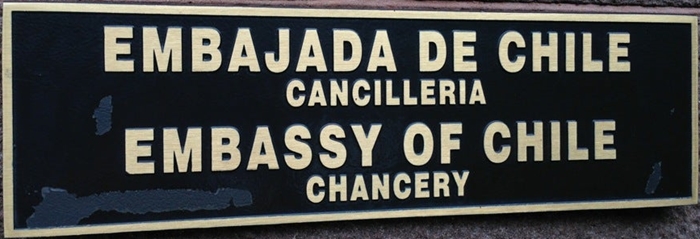 EMBAJADA DE CHILE
CANCILLERIA
EMBASSY OF CHILE
CHANCERY